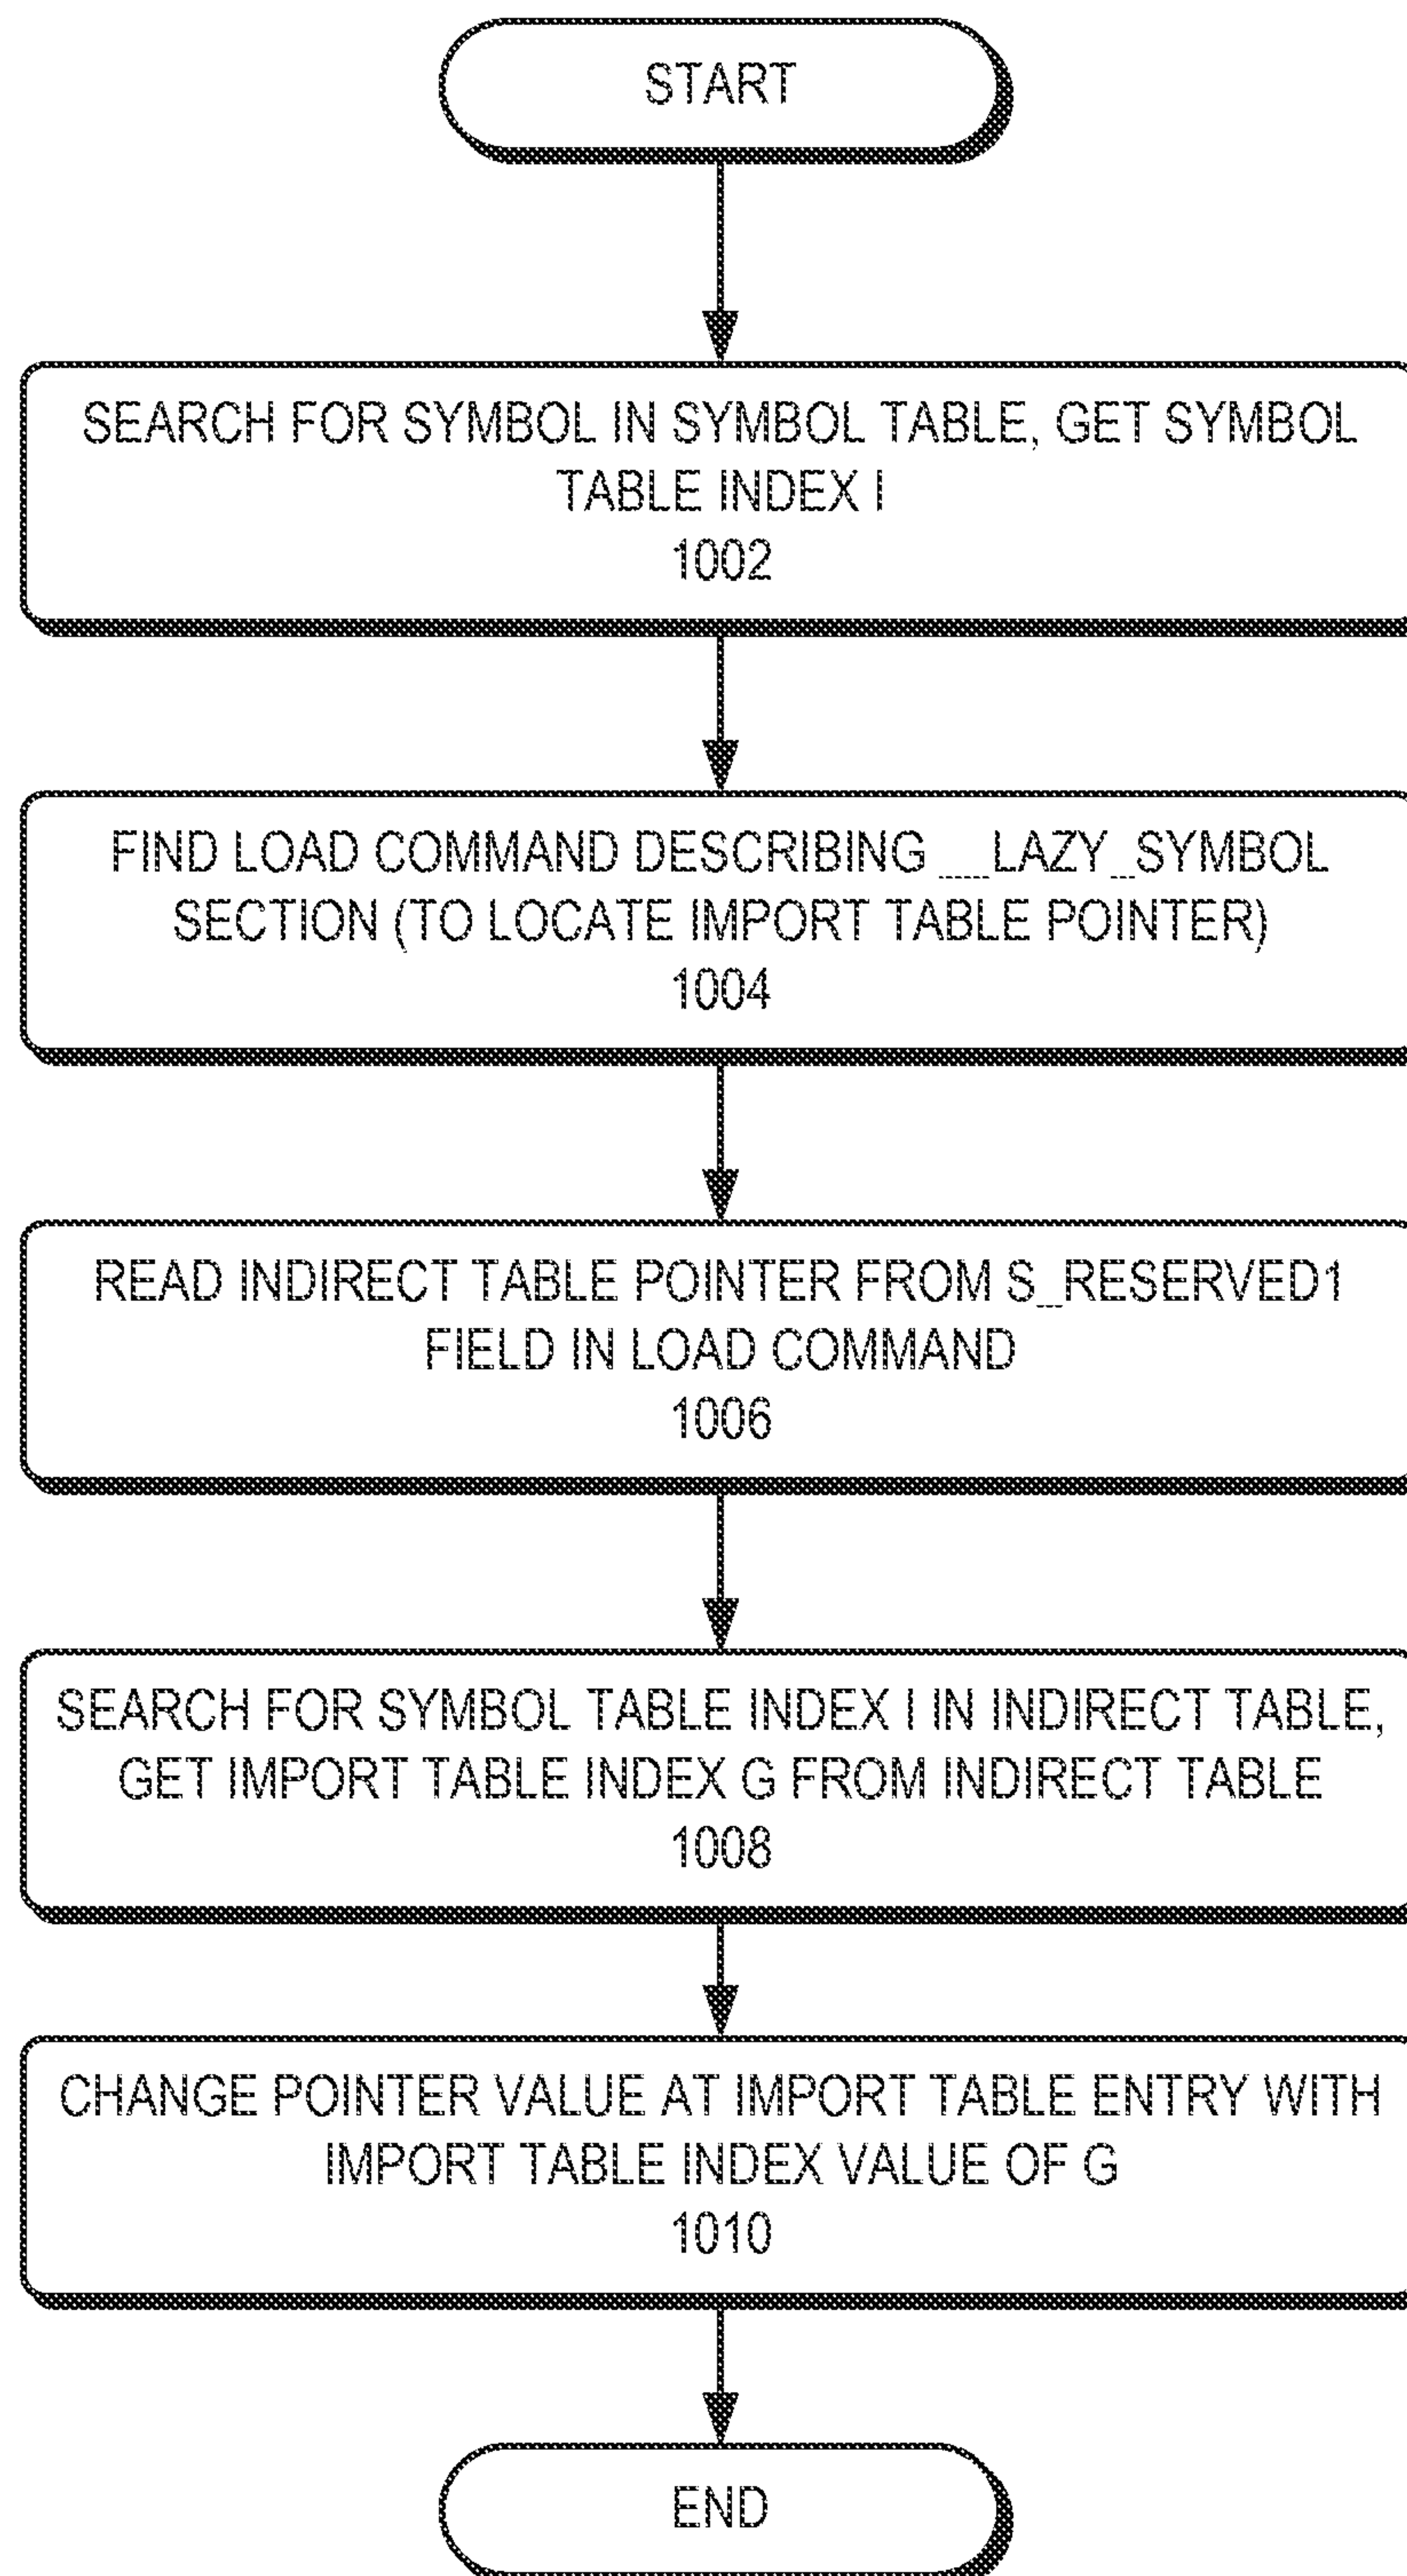 START
SEARCH FOR SYMBOL IN SYMBOL TABLE, GET SYMBOL
TABLE INDEX I
1002
FIND LOAD COMMAND DESCRIBING __LAZY_SYMBOL
SECTION (TO LOCATE IMPORT TABLE POINTER)
1004
READ INDIRECT TABLE POINTER FROM S_RESERVED1
FIELD IN LOAD COMMAND
1006
SEARCH FOR SYMBOL TABLE INDEX I IN INDIRECT TABLE,
GET IMPORT TABLE INDEX G FROM INDIRECT TABLE
1008
CHANGE POINTER VALUE AT IMPORT TABLE ENTRY WITH
IMPORT TABLE INDEX VALUE OF G
1010
END